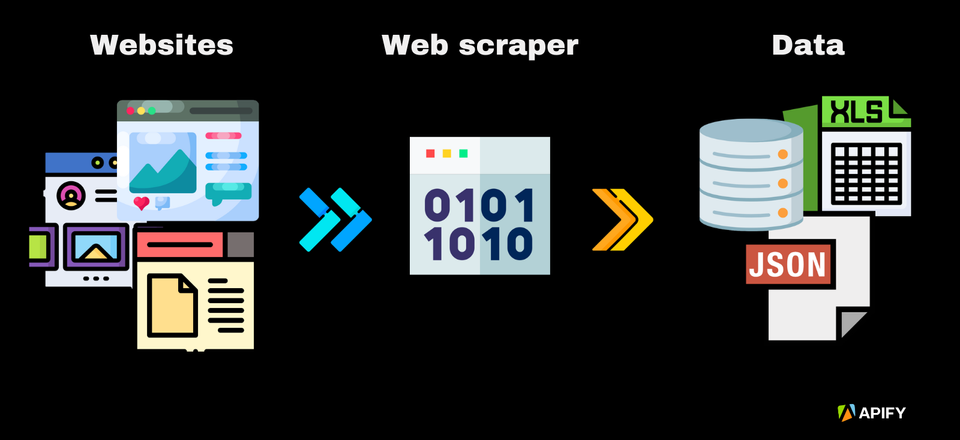 Websites
Web scraper
Data
0101
1010
XLS
JSON
APIFY